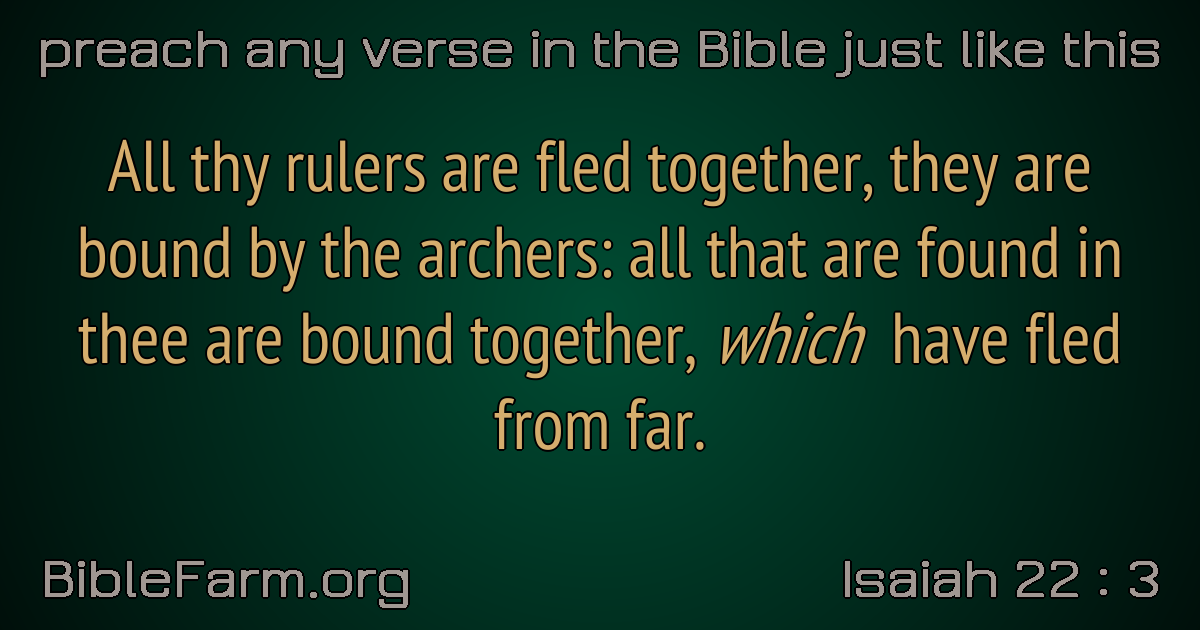 preach any verse in the Bible just like this
All thy rulers are fled together, they are
bound by the archers: all that are found in
thee are bound together, which have fled
from far.
BibleFarm.org
Isaiah 22 : 3